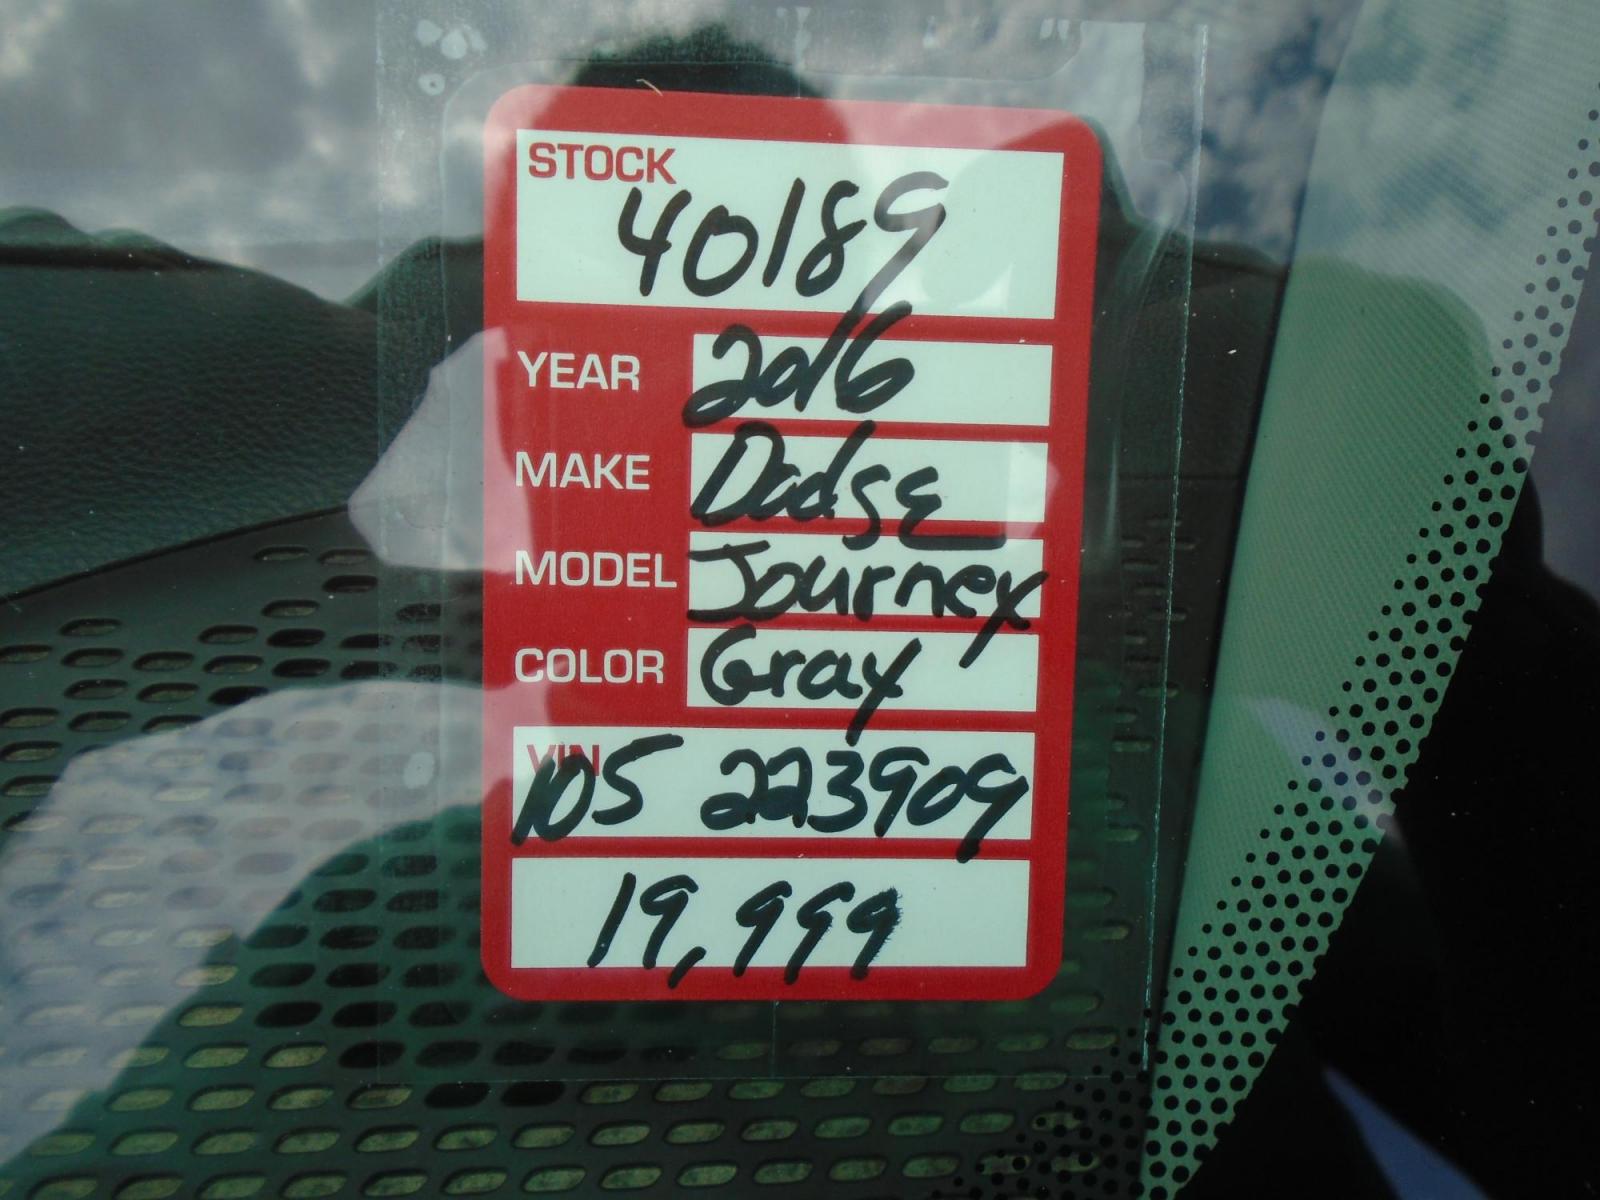 STOCK
40189
YEAR 2016
MAKE Dodge
MODEL Journey
COLOR Gray
VIN
105 223909
19,999